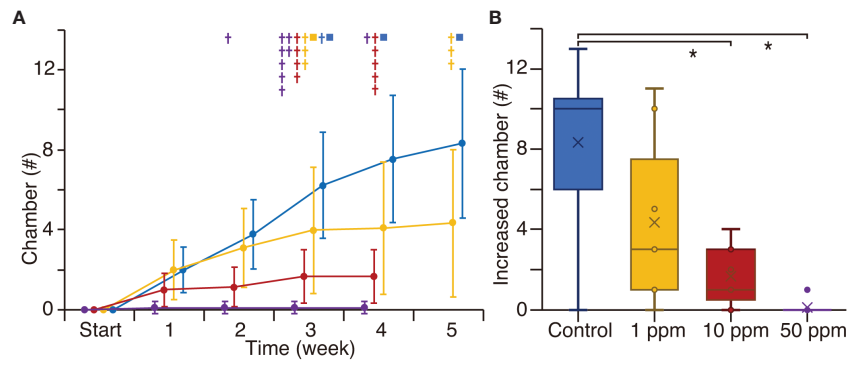 A
Chamber (#)
12
8
4
0
† † † † † † † † †
† † † † † †
† † † † †
† † †
† †
Start 1 2 3 4 5
Time (week)
B
Increased chamber (#)
12
8
4
0
*
*
Control 1 ppm 10 ppm 50 ppm